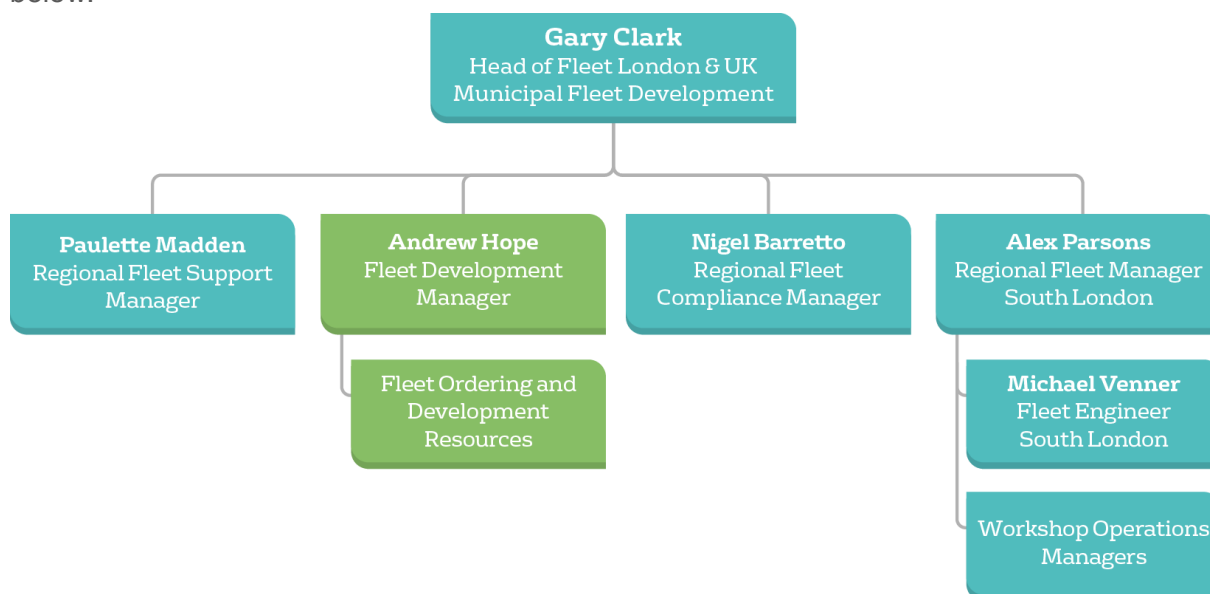 below.
Gary Clark
Head of Fleet London & UK
Municipal Fleet Development
Paulette Madden
Regional Fleet Support
Manager
Andrew Hope
Fleet Development
Manager
Nigel Barretto
Regional Fleet
Compliance Manager
Alex Parsons
Regional Fleet Manager
South London
Fleet Ordering and
Development
Resources
Michael Venner
Fleet Engineer
South London
Workshop Operations
Managers